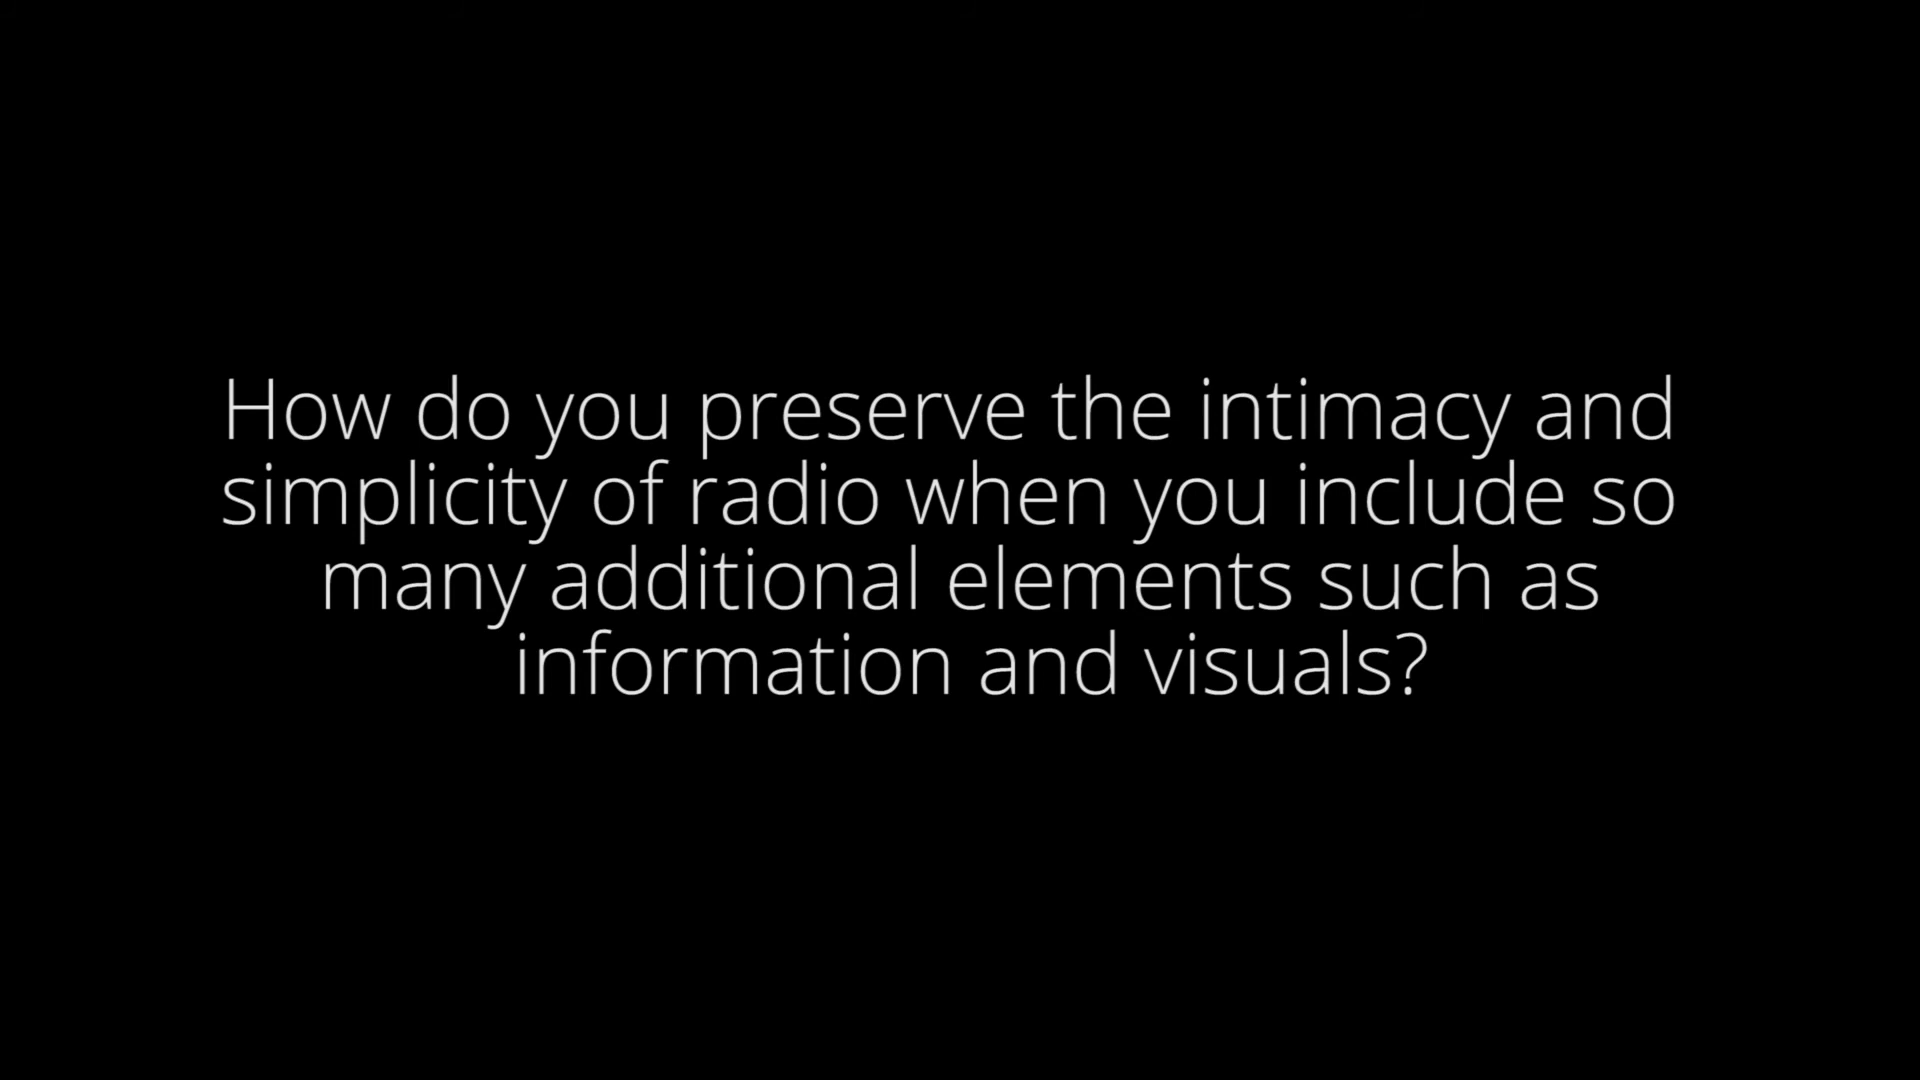 How do you preserve the intimacy and
simplicity of radio when you include so
many additional elements such as
information and visuals?